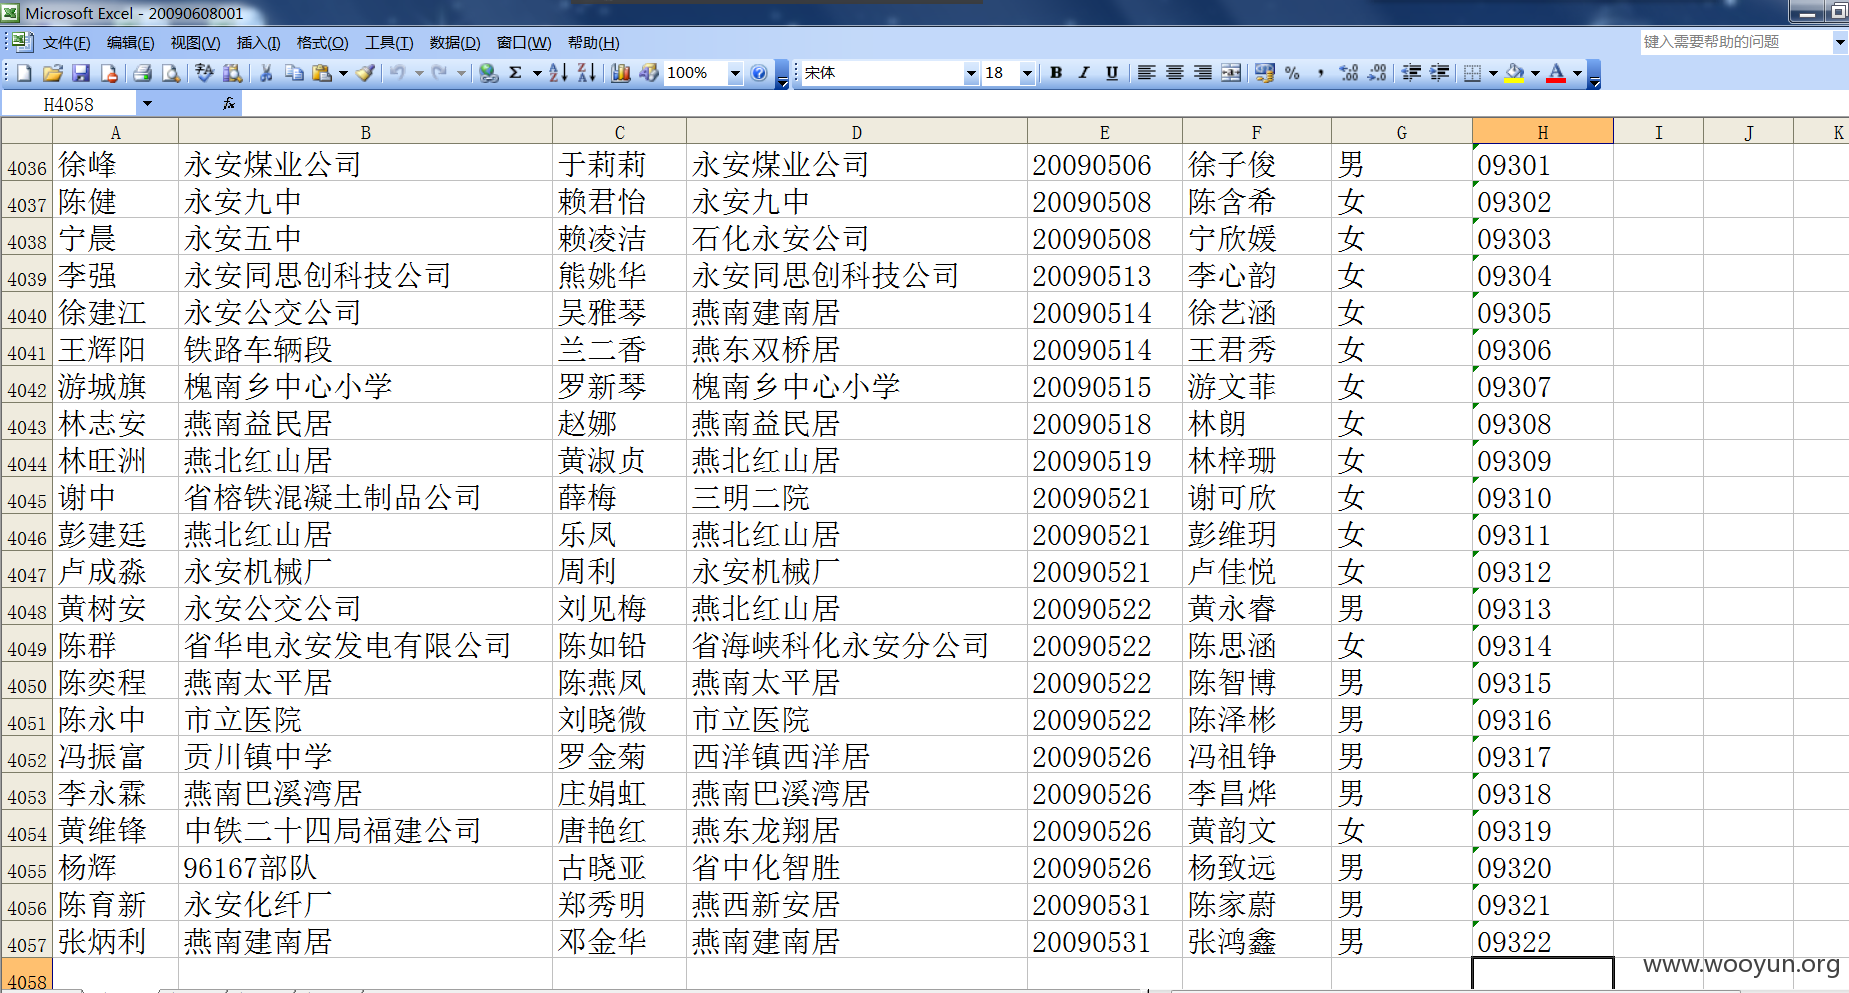 Microsoft Excel - 20090608001
文件(F) 编辑(E) 视图(V) 插入(I) 格式(O) 工具(T) 数据(D) 窗口(W) 帮助(H) 键入需要帮助的问题
100% 宋体 18 B I U
H4058 fx
A B C D E F G H I J K
4036 徐峰 永安煤业公司 于莉莉 永安煤业公司 20090506 徐子俊 男 09301
4037 陈健 永安九中 赖君怡 永安九中 20090508 陈含希 女 09302
4038 宁晨 永安五中 赖凌洁 石化永安公司 20090508 宁欣媛 女 09303
4039 李强 永安同思创科技公司 熊姚华 永安同思创科技公司 20090513 李心韵 女 09304
4040 徐建江 永安公交公司 吴雅琴 燕南建南居 20090514 徐艺涵 女 09305
4041 王辉阳 铁路车辆段 兰二香 燕东双桥居 20090514 王君秀 女 09306
4042 游城旗 槐南乡中心小学 罗新琴 槐南乡中心小学 20090515 游文菲 女 09307
4043 林志安 燕南益民居 赵娜 燕南益民居 20090518 林朗 女 09308
4044 林旺洲 燕北红山居 黄淑贞 燕北红山居 20090519 林梓珊 女 09309
4045 谢中 省榕铁混凝土制品公司 薛梅 三明二院 20090521 谢可欣 女 09310
4046 彭建廷 燕北红山居 乐凤 燕北红山居 20090521 彭维玥 女 09311
4047 卢成淼 永安机械厂 周利 永安机械厂 20090521 卢佳悦 女 09312
4048 黄树安 永安公交公司 刘见梅 燕北红山居 20090522 黄永睿 男 09313
4049 陈群 省华电永安发电有限公司 陈如铅 省海峡科化永安分公司 20090522 陈思涵 女 09314
4050 陈奕程 燕南太平居 陈燕凤 燕南太平居 20090522 陈智博 男 09315
4051 陈永中 市立医院 刘晓微 市立医院 20090522 陈泽彬 男 09316
4052 冯振富 贡川镇中学 罗金菊 西洋镇西洋居 20090526 冯祖铮 男 09317
4053 李永霖 燕南巴溪湾居 庄娟虹 燕南巴溪湾居 20090526 李昌烨 男 09318
4054 黄维锋 中铁二十四局福建公司 唐艳红 燕东龙翔居 20090526 黄韵文 女 09319
4055 杨辉 96167部队 古晓亚 省中化智胜 20090526 杨致远 男 09320
4056 陈育新 永安化纤厂 郑秀明 燕西新安居 20090531 陈家蔚 男 09321
4057 张炳利 燕南建南居 邓金华 燕南建南居 20090531 张鸿鑫 男 09322
4058
www.wooyun.org